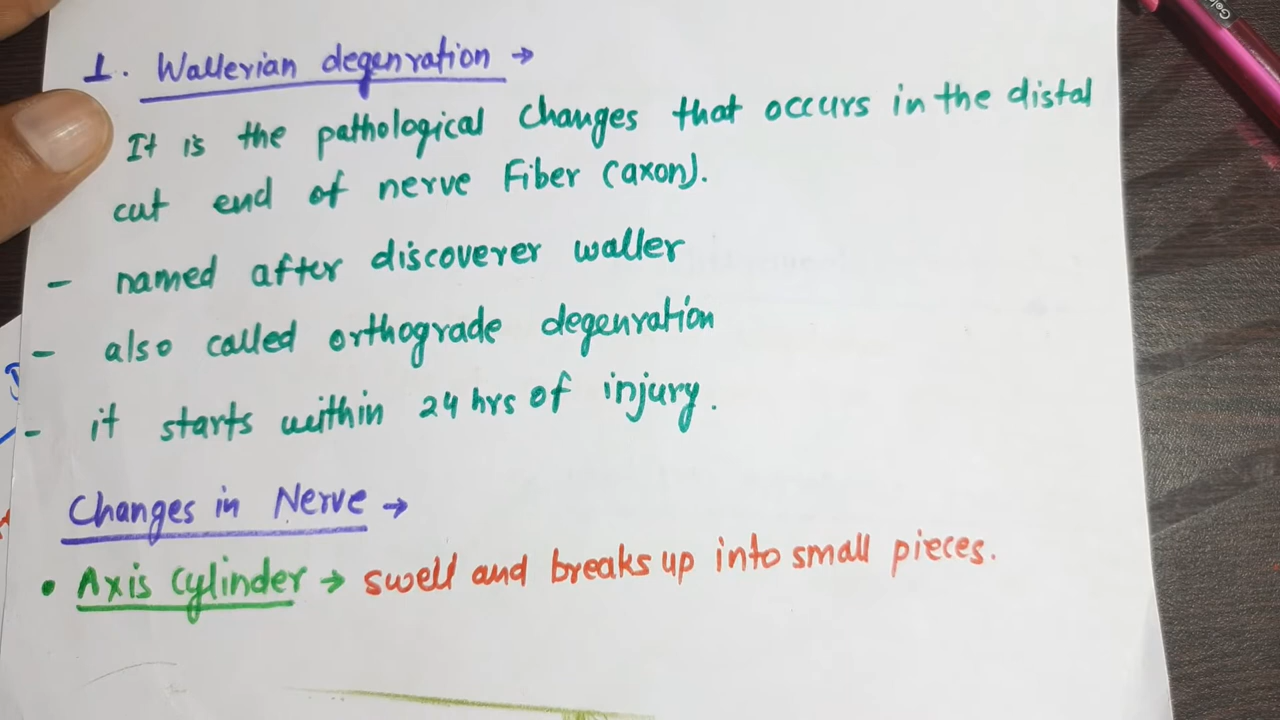 1. Wallerian degenration →
It is the pathological changes that occurs in the distal
cut end of nerve Fiber (axon).
- named after discoverer waller
- also called orthograde degenration
- it starts within 24 hrs of injury.
Changes in Nerve →
• Axis Cylinder → swell and breaks up into small pieces.